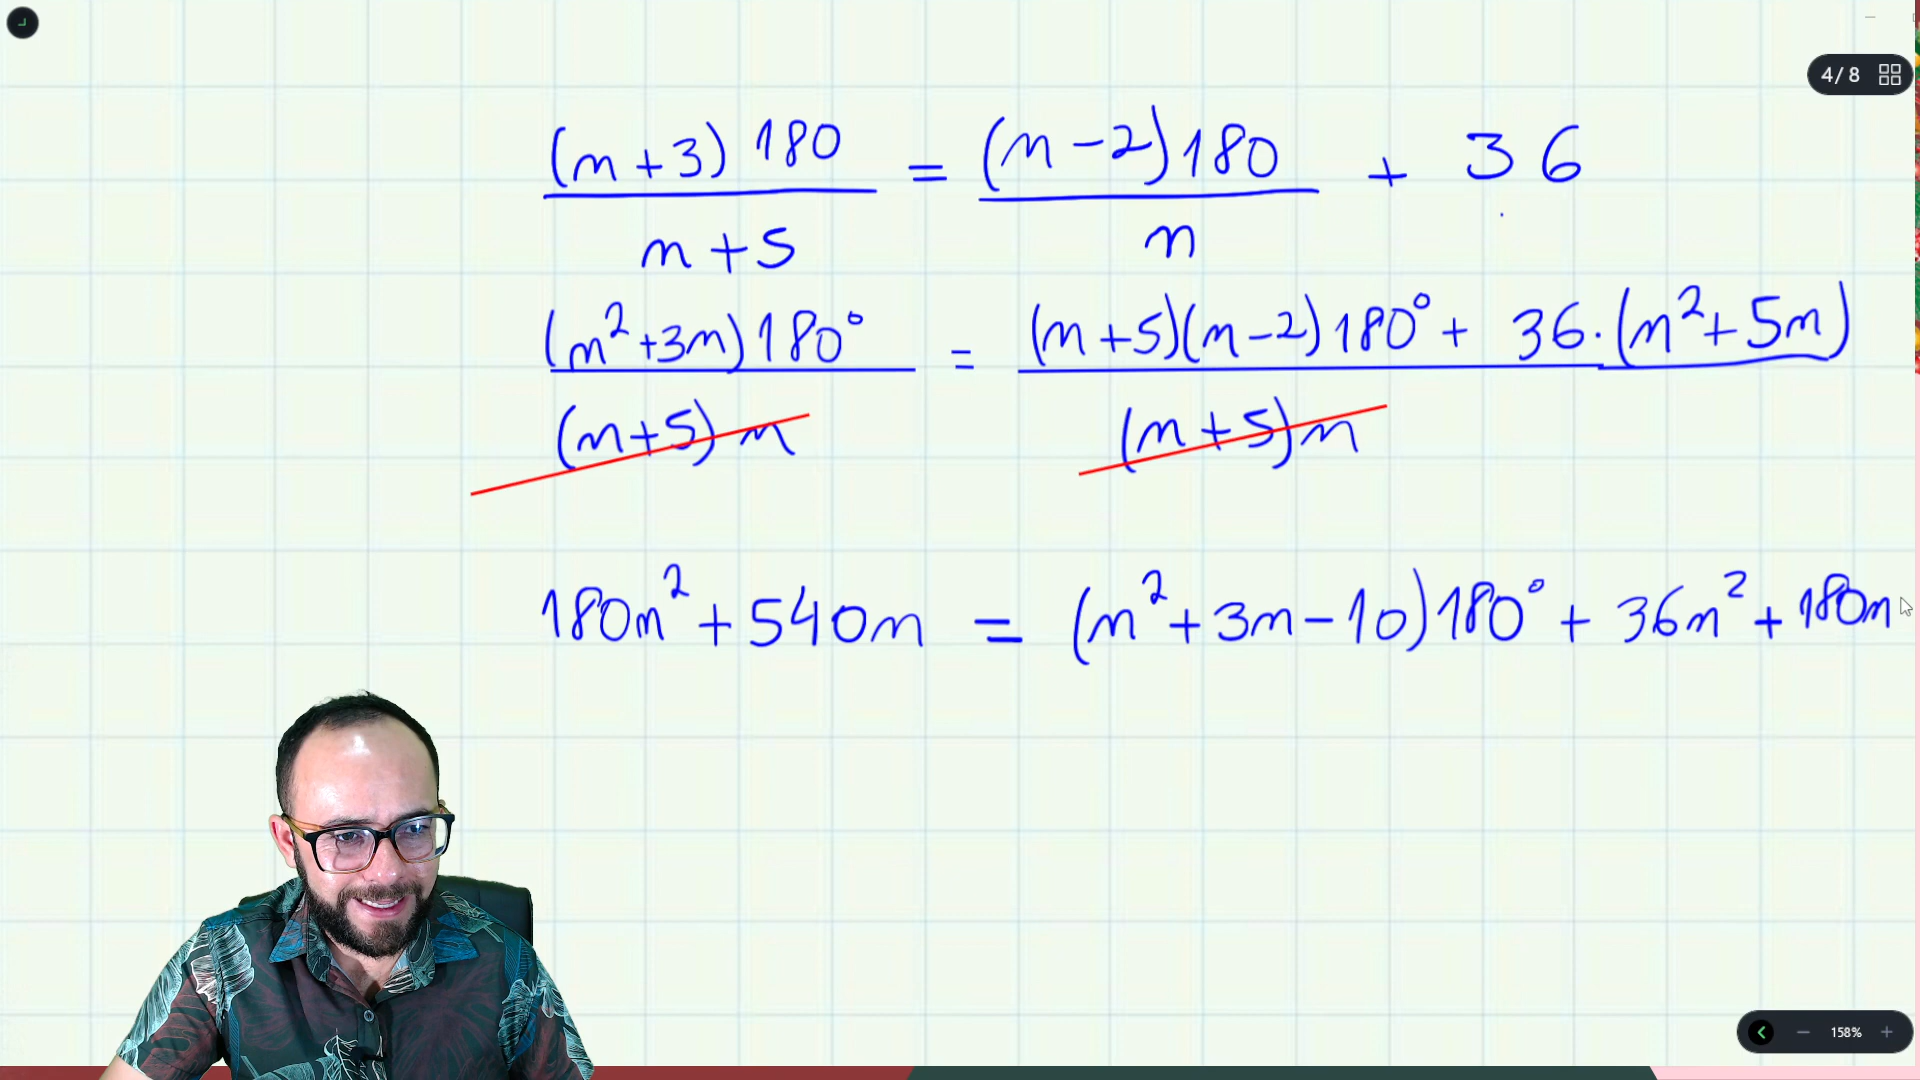 4/8
(n+3) 180 / n+5 = (n-2)180 / n + 36
(n²+3n)180° / (n+5) n = (n+5)(n-2)180° + 36·(n²+5n) / (n+5)n
180n² + 540n = (n²+3n-10)180° + 36n² + 180n
158%